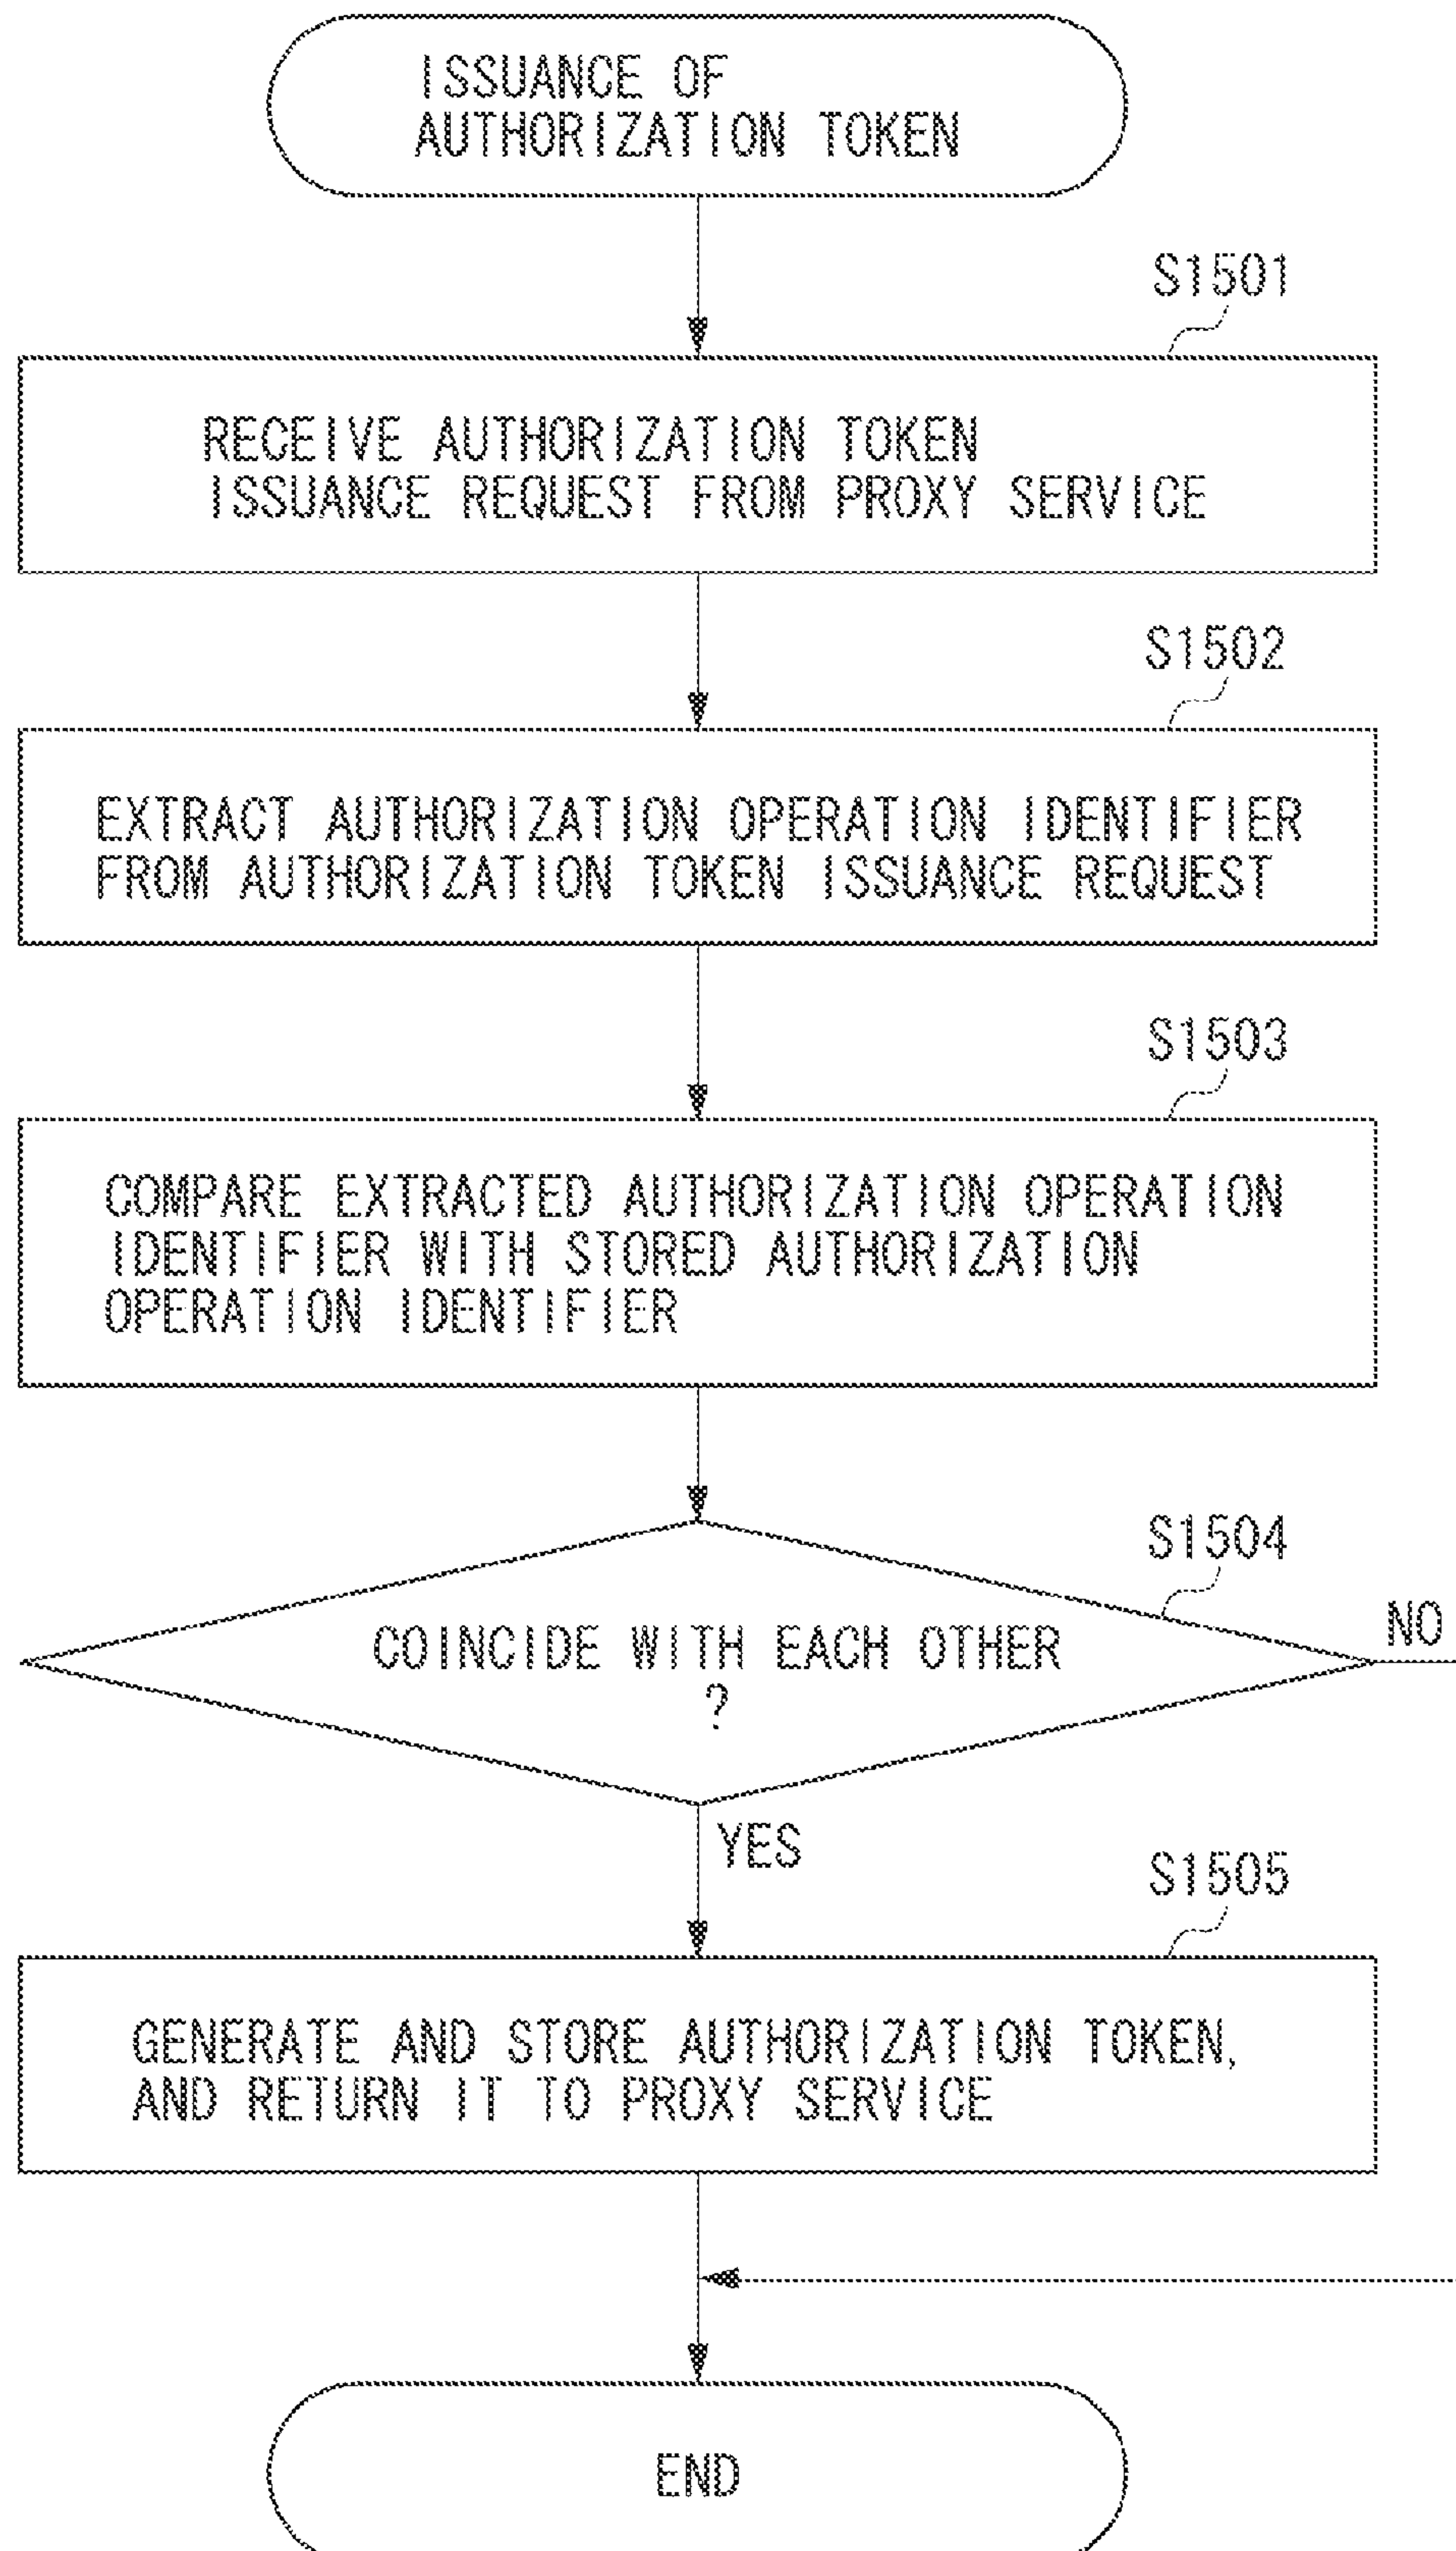 ISSUANCE OF
AUTHORIZATION TOKEN
S1501
RECEIVE AUTHORIZATION TOKEN
ISSUANCE REQUEST FROM PROXY SERVICE
S1502
EXTRACT AUTHORIZATION OPERATION IDENTIFIER
FROM AUTHORIZATION TOKEN ISSUANCE REQUEST
S1503
COMPARE EXTRACTED AUTHORIZATION OPERATION
IDENTIFIER WITH STORED AUTHORIZATION
OPERATION IDENTIFIER
S1504
NO
COINCIDE WITH EACH OTHER
?
YES
S1505
GENERATE AND STORE AUTHORIZATION TOKEN,
AND RETURN IT TO PROXY SERVICE
END